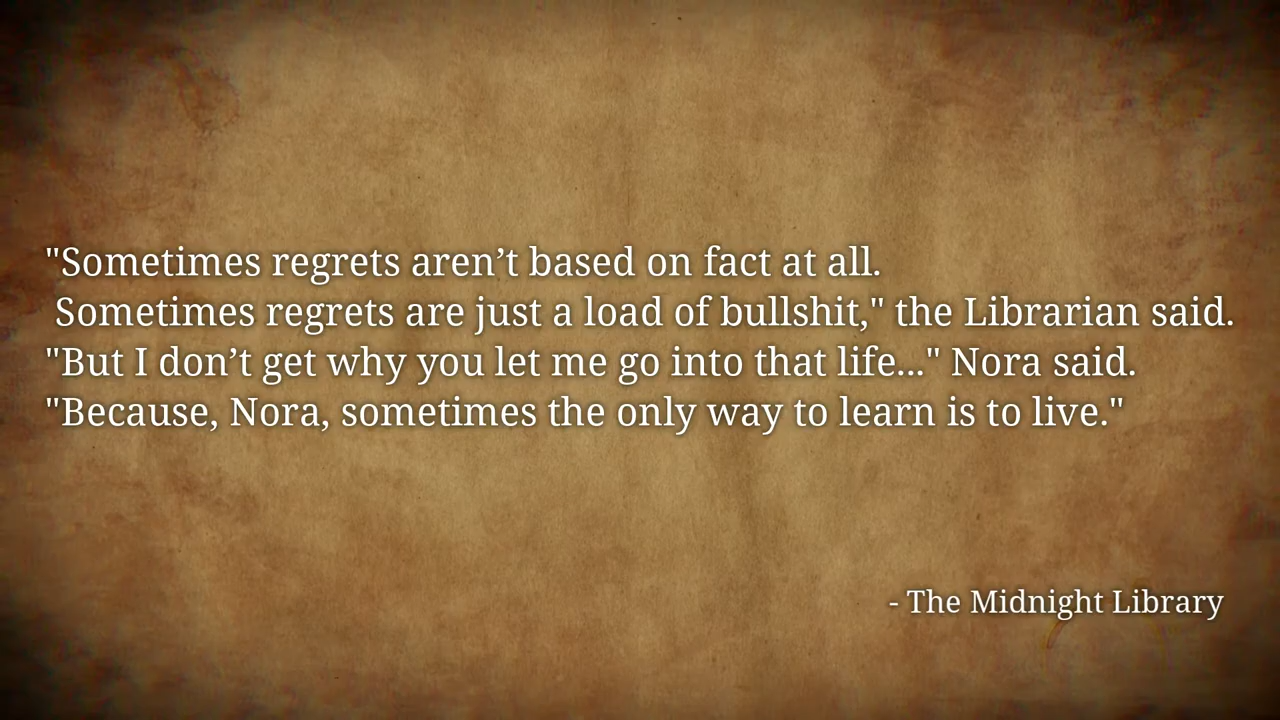 "Sometimes regrets aren’t based on fact at all.
Sometimes regrets are just a load of bullshit," the Librarian said.
"But I don’t get why you let me go into that life..." Nora said.
"Because, Nora, sometimes the only way to learn is to live."
- The Midnight Library